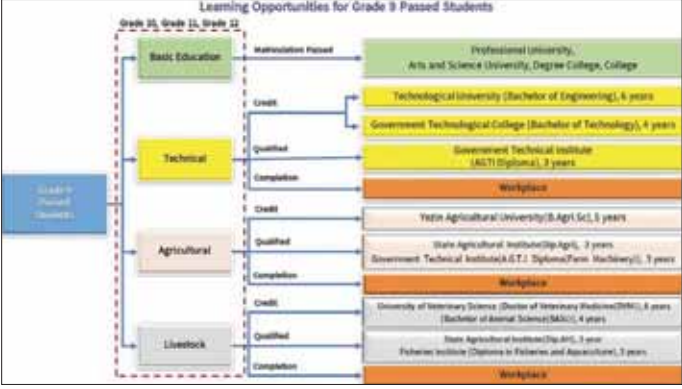 Learning Opportunities for Grade 9 Passed Students
Grade 10, Grade 11, Grade 12
Basic Education
Matriculation Passed
Professional University,
Arts and Science University, Degree College, College
Technical
Credit
Technological University (Bachelor of Engineering), 6 years
Government Technological College (Bachelor of Technology), 4 years
Qualified
Government Technical Institute
(AGTI Diploma), 3 years
Completion
Workplace
Grade 9
Passed
Students
Agricultural
Credit
Yezin Agricultural University(B.Agri.Sc), 5 years
Qualified
State Agricultural Institute(Dip.Agri), 3 years
Government Technical Institute(A.G.T.I Diploma(Farm Machinery)), 3 years
Completion
Workplace
Livestock
Credit
University of Veterinary Science (Doctor of Veterinary Medicine(DVM)), 6 years
(Bachelor of Animal Science(BASc)), 4 years
Qualified
State Agricultural Institute(Dip.AH), 3 year
Fisheries Institute (Diploma in Fisheries and Aquaculture), 3 years
Completion
Workplace